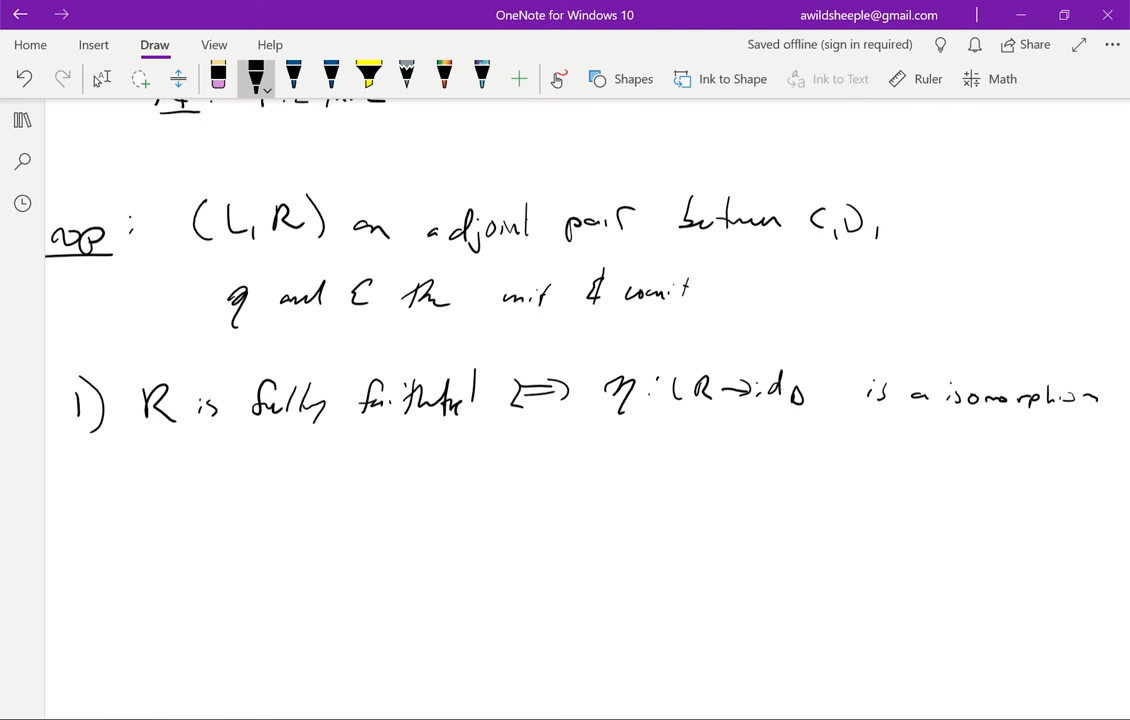 OneNote for Windows 10
awildsheeple@gmail.com
Home Insert Draw View Help
Saved offline (sign in required) Share
Shapes Ink to Shape Ink to Text Ruler Math
op : (L, R) an adjoint pair between C, D,
η and ε the unit & counit
1) R is fully faithful ⟺ η : LR → id_D is a isomorphism